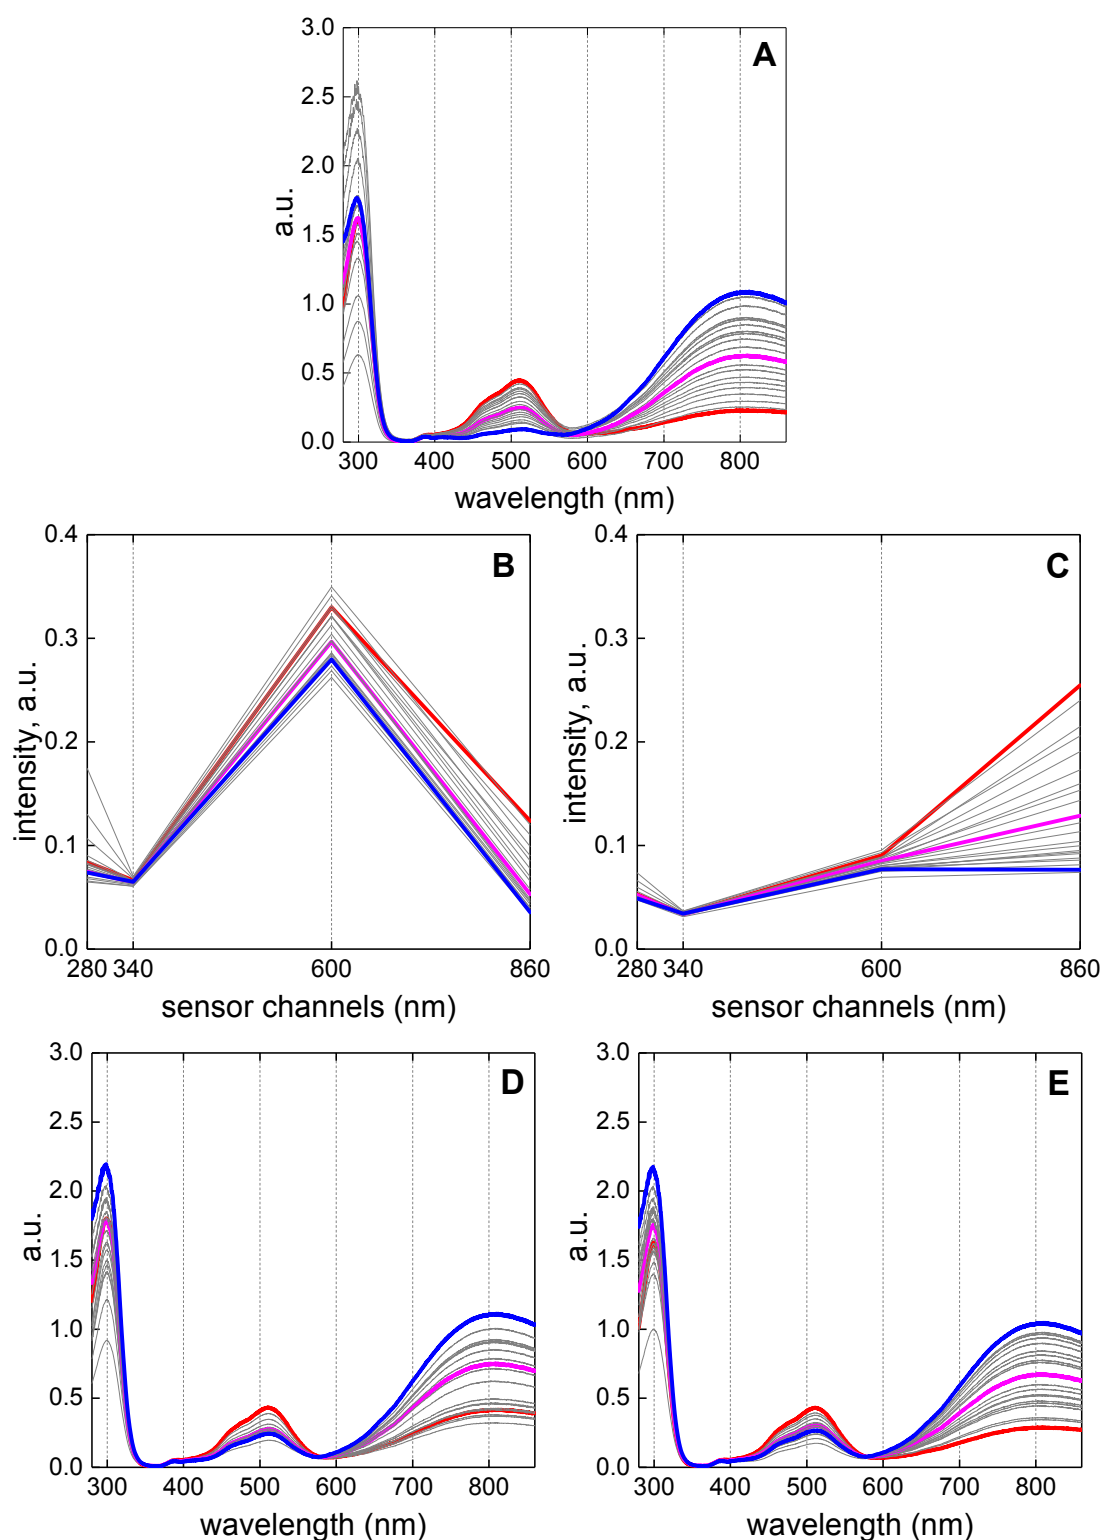 3.0
A
2.5
2.0
a.u.
1.5
1.0
0.5
0.0
300 400 500 600 700 800
wavelength (nm)
0.4
B
0.3
intensity, a.u.
0.2
0.1
0.0
280 340 600 860
sensor channels (nm)
0.4
C
0.3
intensity, a.u.
0.2
0.1
0.0
280 340 600 860
sensor channels (nm)
3.0
D
2.5
2.0
a.u.
1.5
1.0
0.5
0.0
300 400 500 600 700 800
wavelength (nm)
3.0
E
2.5
2.0
a.u.
1.5
1.0
0.5
0.0
300 400 500 600 700 800
wavelength (nm)